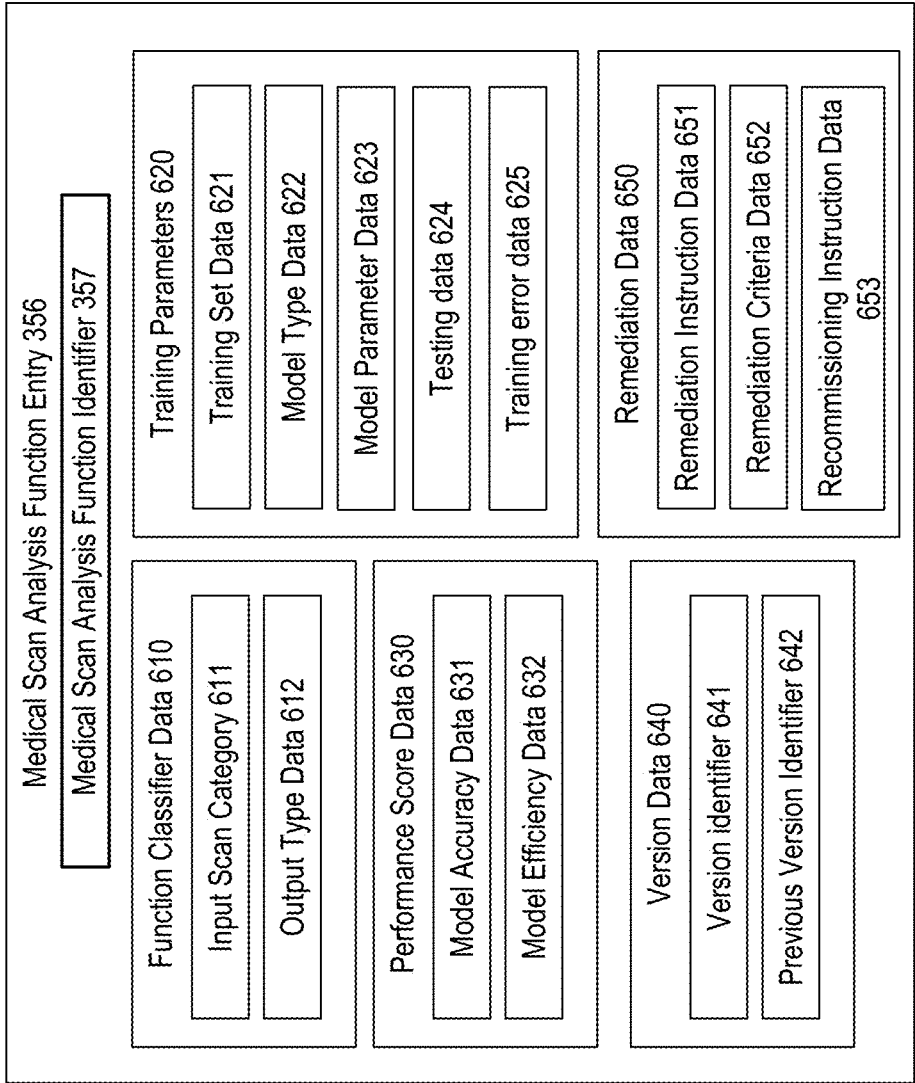 Medical Scan Analysis Function Entry 356
Medical Scan Analysis Function Identifier 357
Function Classifier Data 610
Input Scan Category 611
Output Type Data 612
Performance Score Data 630
Model Accuracy Data 631
Model Efficiency Data 632
Version Data 640
Version identifier 641
Previous Version Identifier 642
Training Parameters 620
Training Set Data 621
Model Type Data 622
Model Parameter Data 623
Testing data 624
Training error data 625
Remediation Data 650
Remediation Instruction Data 651
Remediation Criteria Data 652
Recommissioning Instruction Data
653